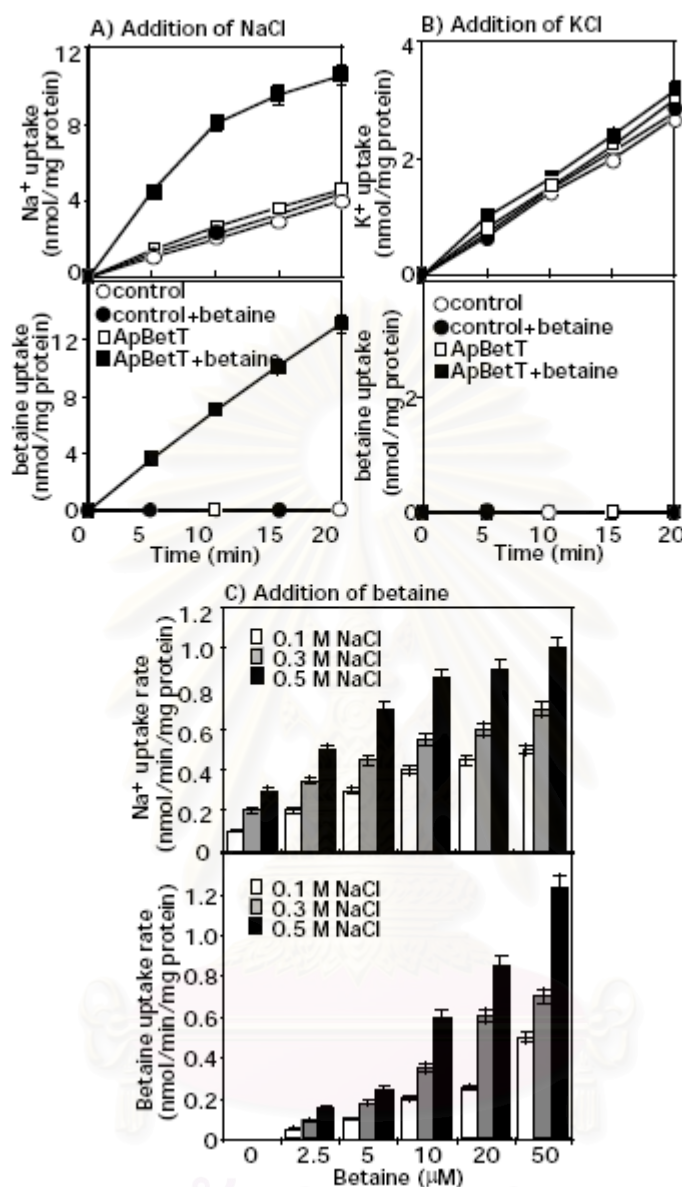 A) Addition of NaCl
12
8
4
0
Na+ uptake
(nmol/mg protein)
B) Addition of KCl
4
2
0
K+ uptake
(nmol/mg protein)
control
control+betaine
ApBetT
ApBetT+betaine
12
8
4
0
betaine uptake
(nmol/mg protein)
0 5 10 15 20
Time (min)
control
control+betaine
ApBetT
ApBetT+betaine
2
0
betaine uptake
(nmol/mg protein)
0 5 10 15 20
Time (min)
C) Addition of betaine
1.2
1.0
0.8
0.6
0.4
0.2
0
Na+ uptake rate
(nmol/min/mg protein)
0.1 M NaCl
0.3 M NaCl
0.5 M NaCl
1.2
1.0
0.8
0.6
0.4
0.2
0
Betaine uptake rate
(nmol/min/mg protein)
0.1 M NaCl
0.3 M NaCl
0.5 M NaCl
0 2.5 5 10 20 50
Betaine (μM)